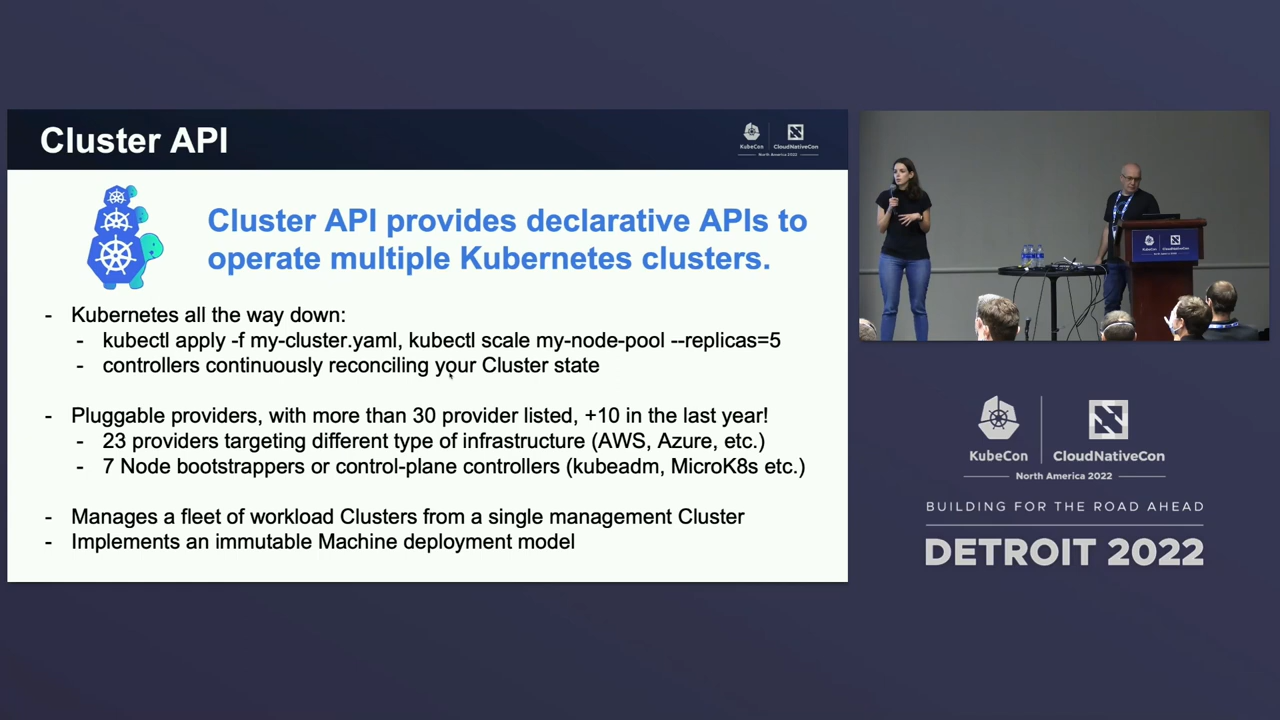 Cluster API
KubeCon
CloudNativeCon
North America 2022
Cluster API provides declarative APIs to
operate multiple Kubernetes clusters.
- Kubernetes all the way down:
- kubectl apply -f my-cluster.yaml, kubectl scale my-node-pool --replicas=5
- controllers continuously reconciling your Cluster state
- Pluggable providers, with more than 30 provider listed, +10 in the last year!
- 23 providers targeting different type of infrastructure (AWS, Azure, etc.)
- 7 Node bootstrappers or control-plane controllers (kubeadm, MicroK8s etc.)
- Manages a fleet of workload Clusters from a single management Cluster
- Implements an immutable Machine deployment model
KubeCon
CloudNativeCon
North America 2022
BUILDING FOR THE ROAD AHEAD
DETROIT 2022